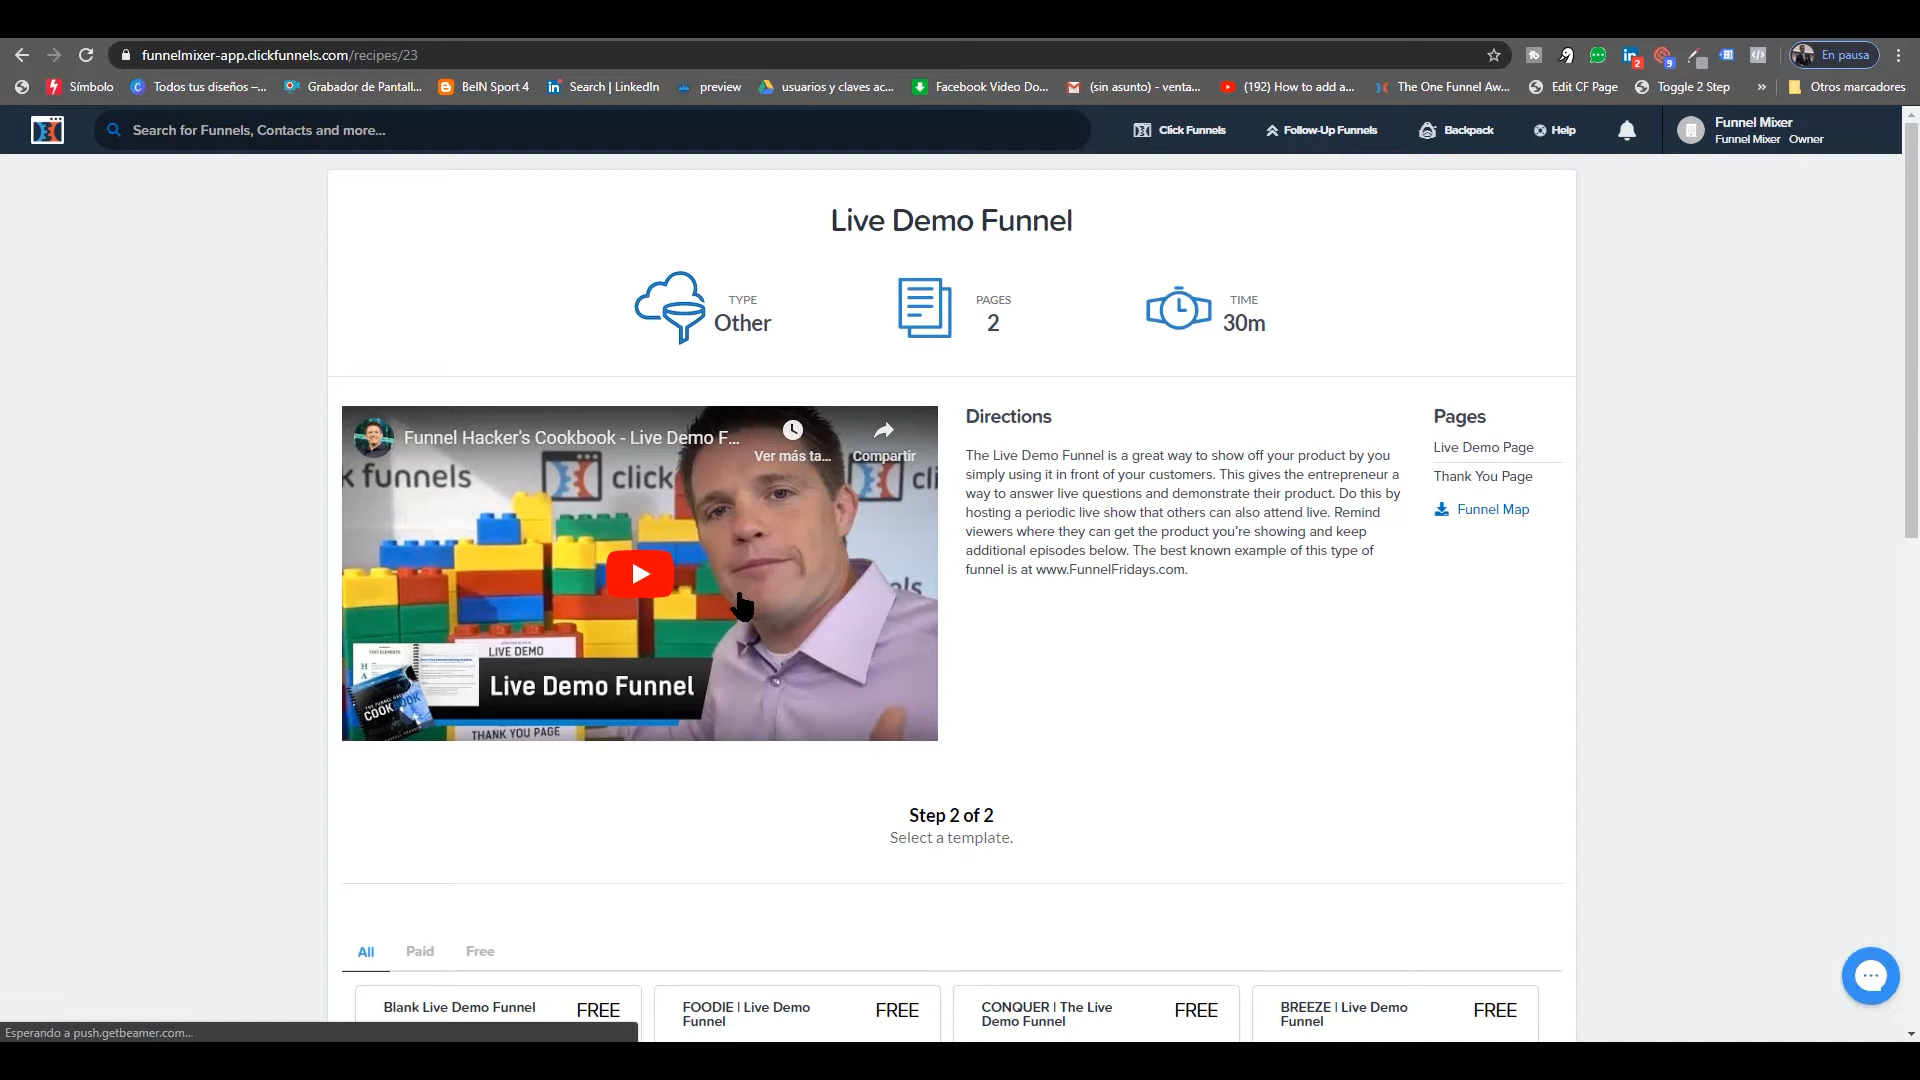 funnelmixer-app.clickfunnels.com/recipes/23
2
9
En pausa
Símbolo
Todos tus diseños –...
Grabador de Pantall...
BeIN Sport 4
Search | LinkedIn
preview
usuarios y claves ac...
Facebook Video Do...
(sin asunto) - venta...
(192) How to add a...
The One Funnel Aw...
Edit CF Page
Toggle 2 Step
»
Otros marcadores
Search for Funnels, Contacts and more...
Click Funnels
Follow-Up Funnels
Backpack
Help
Funnel Mixer
Funnel Mixer Owner
Live Demo Funnel
TYPE
Other
PAGES
2
TIME
30m
Funnel Hacker's Cookbook - Live Demo F...
Ver más ta...
Compartir
k funnels
click
cli
LIVE DEMO
Live Demo Funnel
COOKBOOK
THANK YOU PAGE
Directions
The Live Demo Funnel is a great way to show off your product by you
simply using it in front of your customers. This gives the entrepreneur a
way to answer live questions and demonstrate their product. Do this by
hosting a periodic live show that others can also attend live. Remind
viewers where they can get the product you're showing and keep
additional episodes below. The best known example of this type of
funnel is at www.FunnelFridays.com.
Pages
Live Demo Page
Thank You Page
Funnel Map
Step 2 of 2
Select a template.
All
Paid
Free
Blank Live Demo Funnel
FREE
FOODIE | Live Demo
Funnel
FREE
CONQUER | The Live
Demo Funnel
FREE
BREEZE | Live Demo
Funnel
FREE
Esperando a push.getbeamer.com...